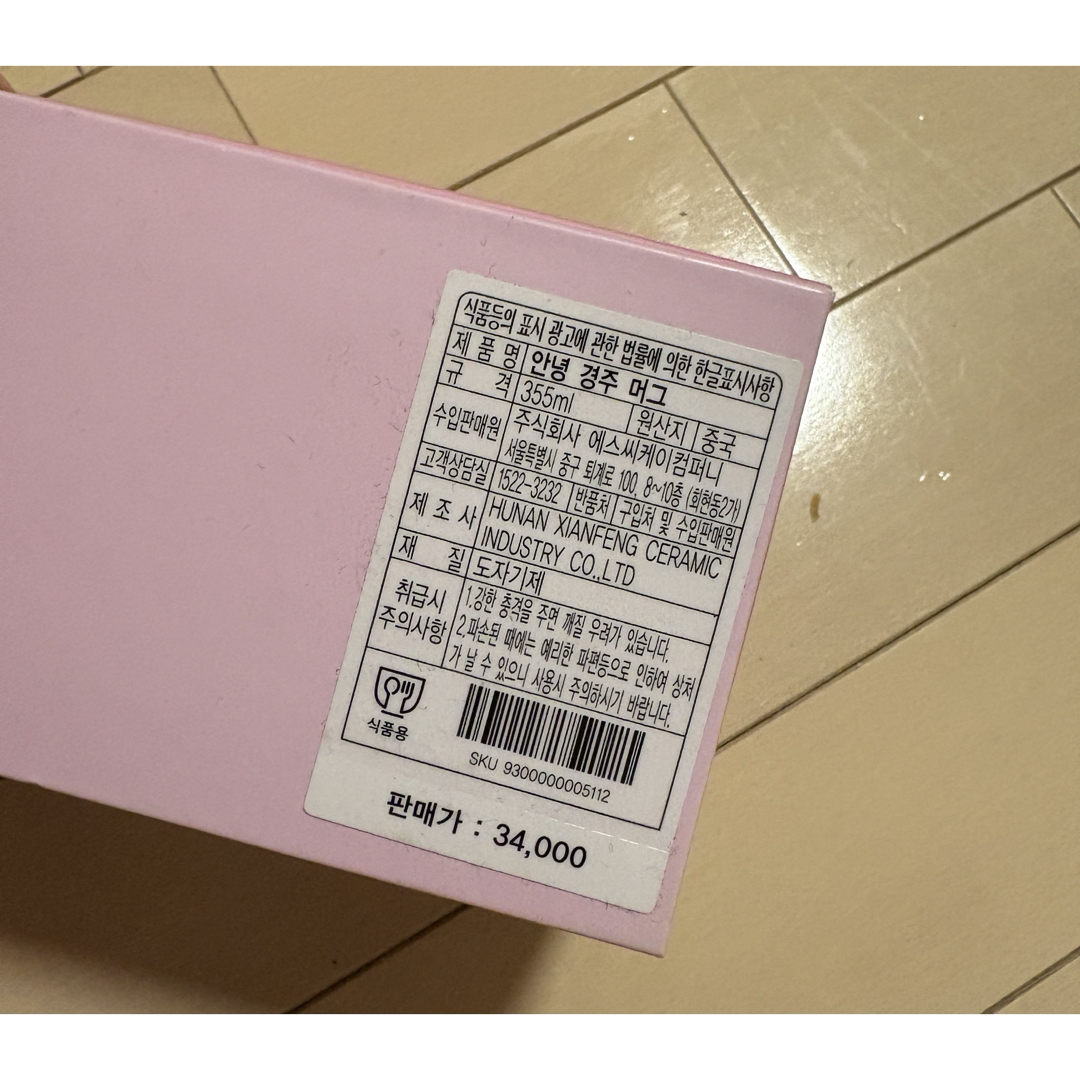 식품등의 표시 광고에 관한 법률에 의한 한글표시사항
제 품 명 안녕 경주 머그
규 격 355ml 원산지 중국
수입판매원 주식회사 에스씨케이컴퍼니
서울특별시 중구 퇴계로 100, 8~10층 (회현동2가)
고객상담실 1522-3232 반품처 구입처 및 수입판매원
제 조 사 HUNAN XIANFENG CERAMIC
INDUSTRY CO.,LTD
재 질 도자기제
취급시 주의사항 1.강한 충격을 주면 깨질 우려가 있습니다.
2.파손된 때에는 예리한 파편등으로 인하여 상처
가 날 수 있으니 사용시 주의하시기 바랍니다.
식품용
SKU 9300000005112
판매가 : 34,000